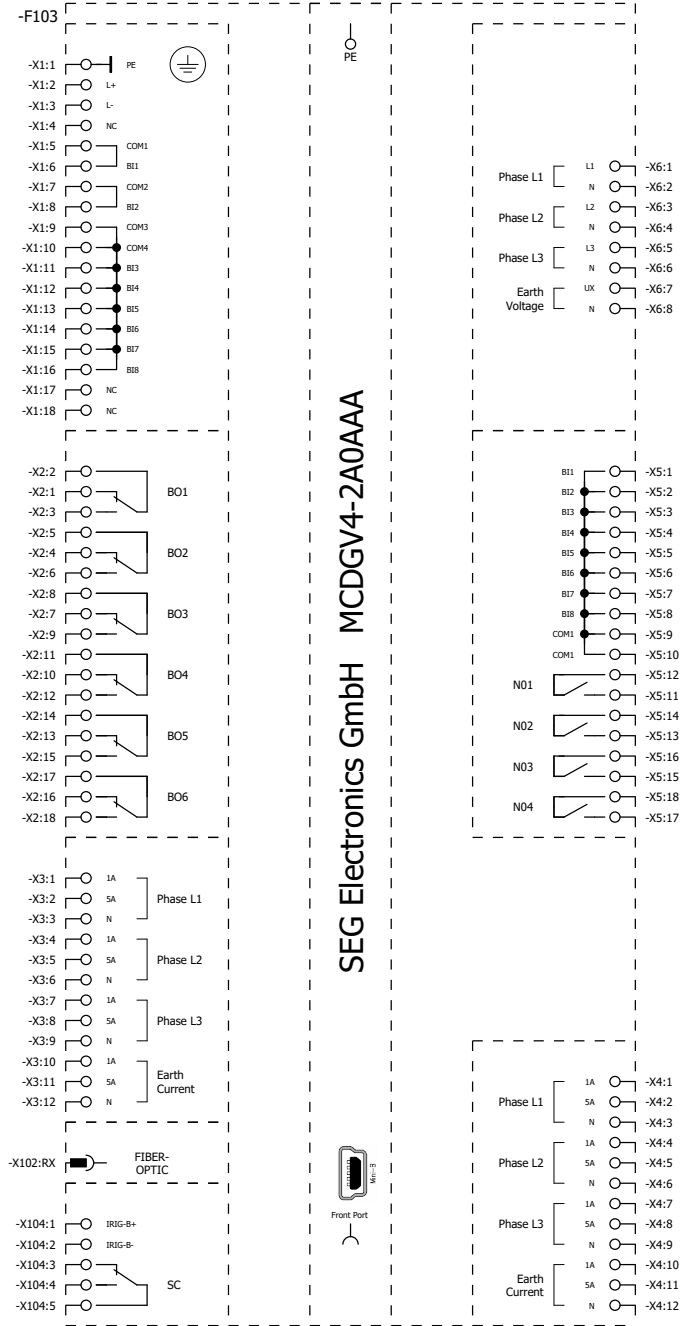 -F103
-X1:1 PE
-X1:2 L+
-X1:3 L-
-X1:4 NC
-X1:5 COM1
-X1:6 BI1
-X1:7 COM2
-X1:8 BI2
-X1:9 COM3
-X1:10 COM4
-X1:11 BI3
-X1:12 BI4
-X1:13 BI5
-X1:14 BI6
-X1:15 BI7
-X1:16 BI8
-X1:17 NC
-X1:18 NC
-X2:2
-X2:1 BO1
-X2:3
-X2:5
-X2:4 BO2
-X2:6
-X2:8
-X2:7 BO3
-X2:9
-X2:11
-X2:10 BO4
-X2:12
-X2:14
-X2:13 BO5
-X2:15
-X2:17
-X2:16 BO6
-X2:18
-X3:1 1A
-X3:2 5A Phase L1
-X3:3 N
-X3:4 1A
-X3:5 5A Phase L2
-X3:6 N
-X3:7 1A
-X3:8 5A Phase L3
-X3:9 N
-X3:10 1A
-X3:11 5A Earth Current
-X3:12 N
-X102:RX FIBER-
OPTIC
-X104:1 IRIG-B+
-X104:2 IRIG-B-
-X104:3
-X104:4 SC
-X104:5
PE
SEG Electronics GmbH MCDGV4-2A0AAA
Mini-B
Front Port
Phase L1 L1 -X6:1
N -X6:2
Phase L2 L2 -X6:3
N -X6:4
Phase L3 L3 -X6:5
N -X6:6
Earth Voltage UX -X6:7
N -X6:8
BI1 -X5:1
BI2 -X5:2
BI3 -X5:3
BI4 -X5:4
BI5 -X5:5
BI6 -X5:6
BI7 -X5:7
BI8 -X5:8
COM1 -X5:9
COM1 -X5:10
N01 -X5:12
-X5:11
N02 -X5:14
-X5:13
N03 -X5:16
-X5:15
N04 -X5:18
-X5:17
1A -X4:1
Phase L1 5A -X4:2
N -X4:3
1A -X4:4
Phase L2 5A -X4:5
N -X4:6
1A -X4:7
Phase L3 5A -X4:8
N -X4:9
1A -X4:10
Earth Current 5A -X4:11
N -X4:12